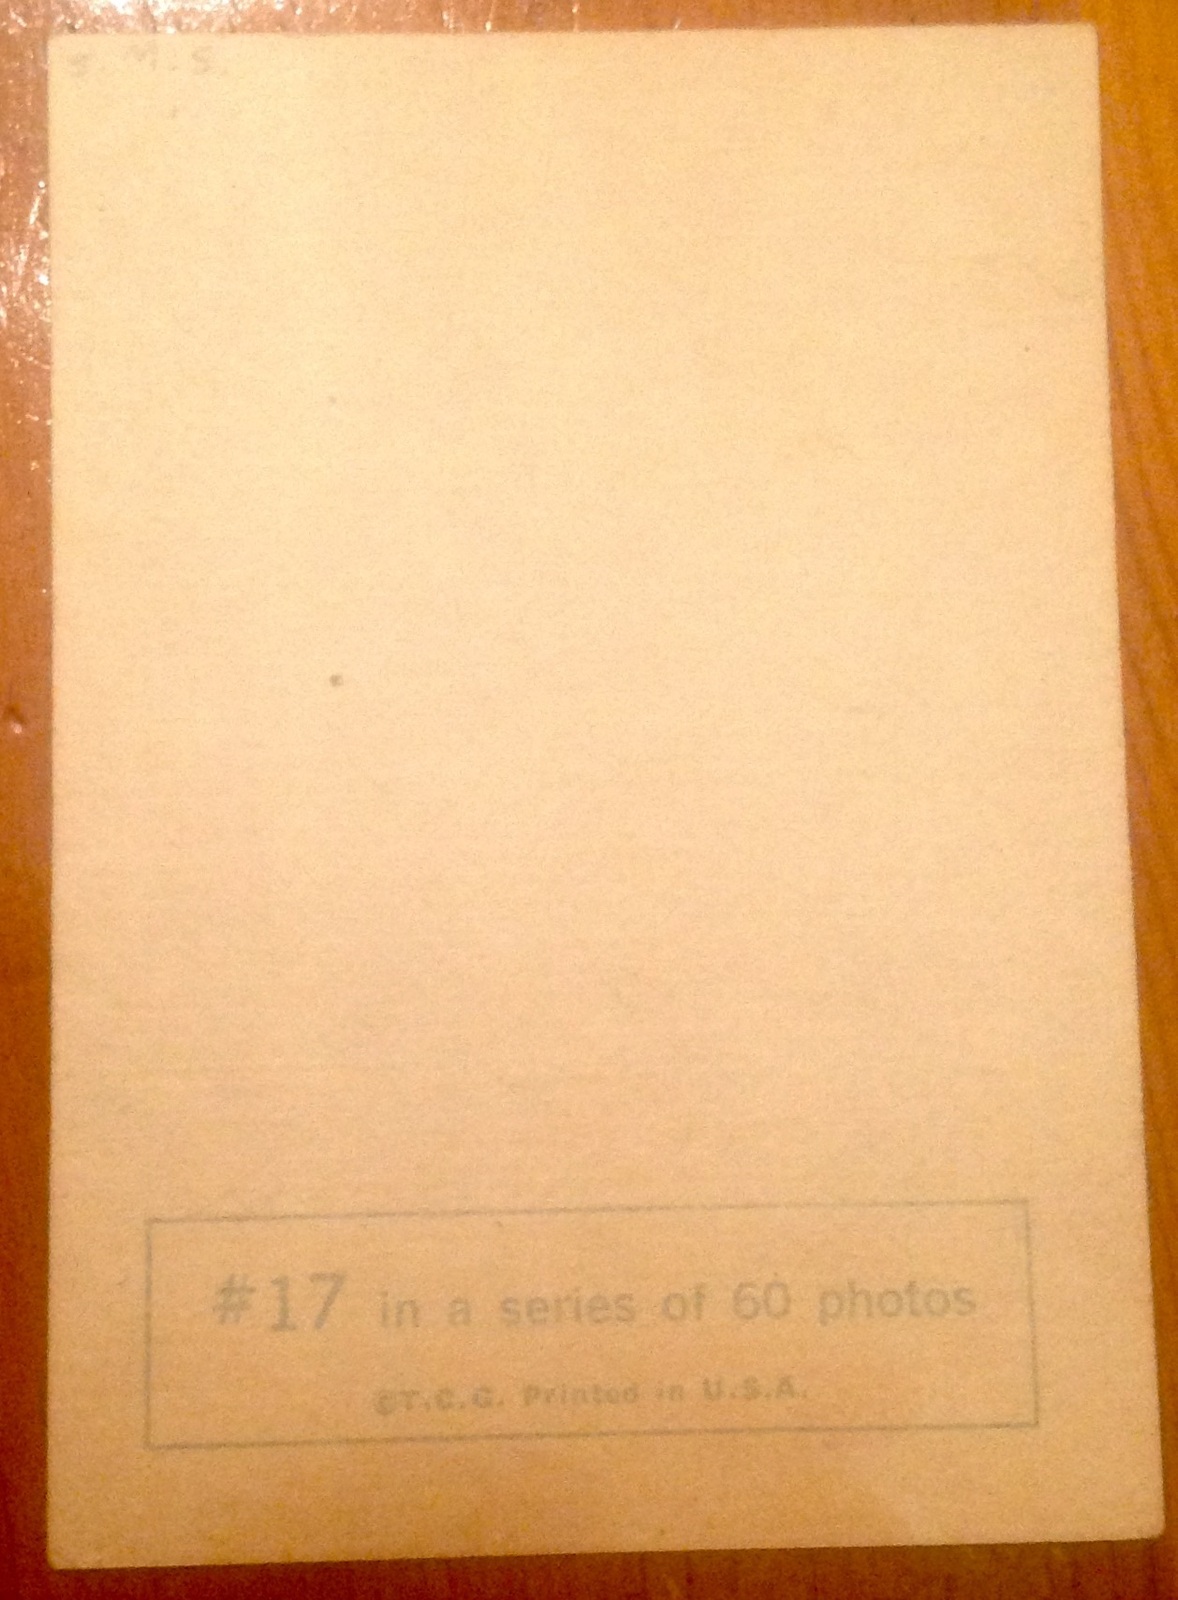 S. M. S.
#17 in a series of 60 photos
©T.C.G. Printed in U.S.A.